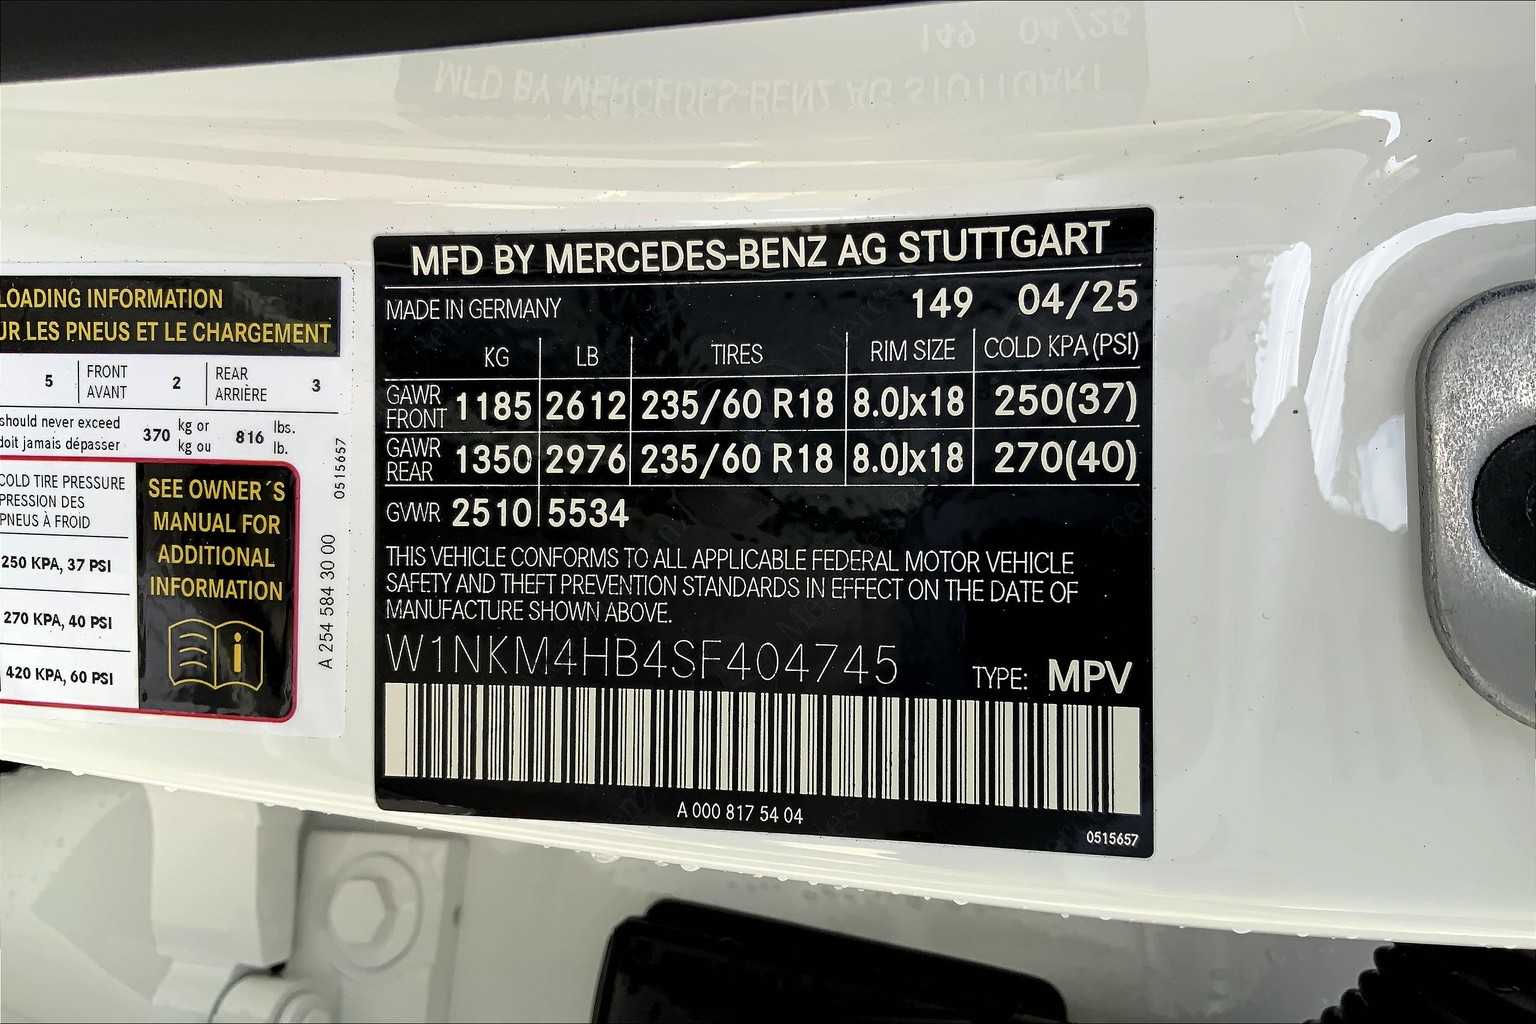 LOADING INFORMATION
UR LES PNEUS ET LE CHARGEMENT
5 FRONT AVANT 2 REAR ARRIÈRE 3
should never exceed 370 kg or 816 lbs.
doit jamais dépasser kg ou lb.
COLD TIRE PRESSURE
PRESSION DES
PNEUS À FROID
250 KPA, 37 PSI
270 KPA, 40 PSI
420 KPA, 60 PSI
SEE OWNER´S
MANUAL FOR
ADDITIONAL
INFORMATION
0515657
A 254 584 30 00
MFD BY MERCEDES-BENZ AG STUTTGART
MADE IN GERMANY 149 04/25
KG LB TIRES RIM SIZE COLD KPA (PSI)
GAWR FRONT 1185 2612 235/60 R18 8.0Jx18 250(37)
GAWR REAR 1350 2976 235/60 R18 8.0Jx18 270(40)
GVWR 2510 5534
THIS VEHICLE CONFORMS TO ALL APPLICABLE FEDERAL MOTOR VEHICLE
SAFETY AND THEFT PREVENTION STANDARDS IN EFFECT ON THE DATE OF
MANUFACTURE SHOWN ABOVE.
W1NKM4HB4SF404745 TYPE: MPV
A 000 817 54 04
0515657